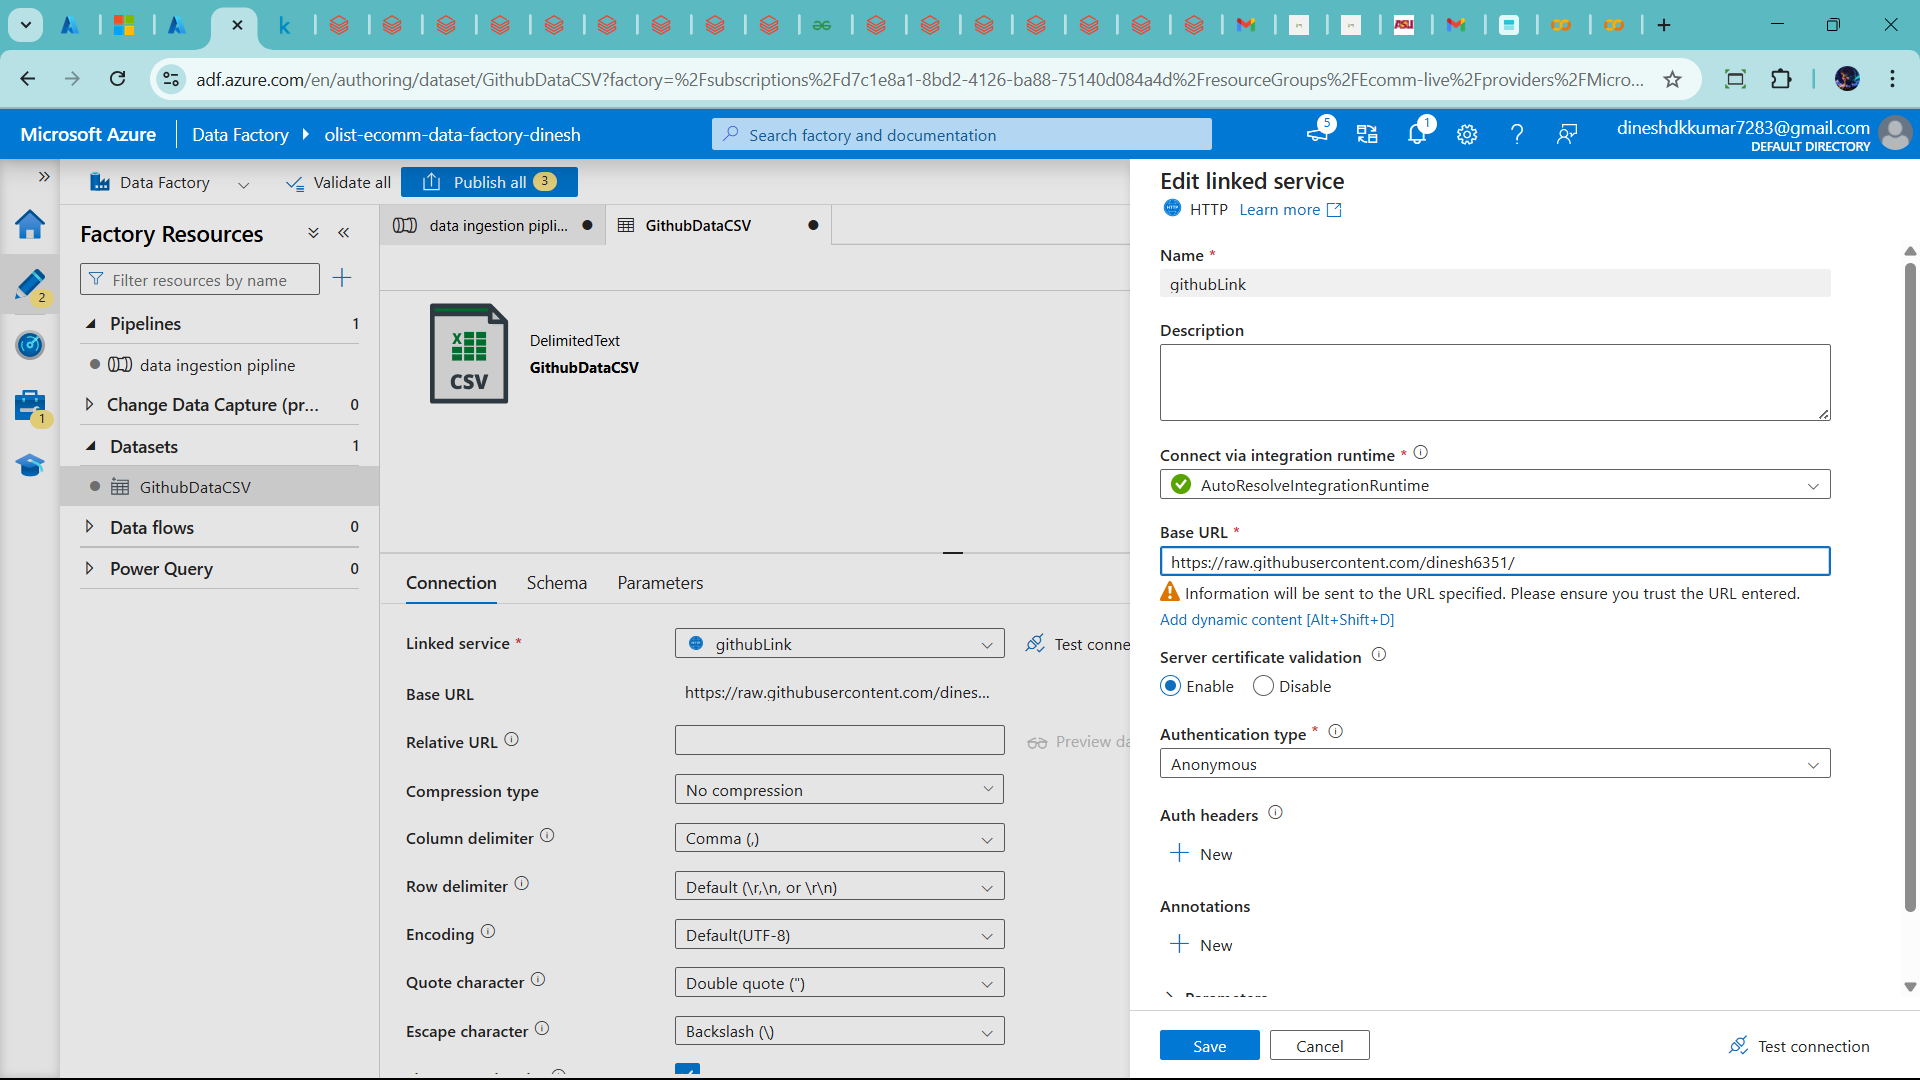 adf.azure.com/en/authoring/dataset/GithubDataCSV?factory=%2Fsubscriptions%2Fd7c1e8a1-8bd2-4126-ba88-75140d084a4d%2FresourceGroups%2FEcomm-live%2Fproviders%2FMicro...
Microsoft Azure
Data Factory
olist-ecomm-data-factory-dinesh
Search factory and documentation
5
1
dineshdkkumar7283@gmail.com
DEFAULT DIRECTORY
Data Factory
Validate all
Publish all
3
Factory Resources
Filter resources by name
2
1
Pipelines
1
data ingestion pipline
Change Data Capture (pr...
0
Datasets
1
GithubDataCSV
Data flows
0
Power Query
0
data ingestion pipli...
GithubDataCSV
CSV
DelimitedText
GithubDataCSV
Connection
Schema
Parameters
Linked service *
githubLink
Test conne
Base URL
https://raw.githubusercontent.com/dines...
Relative URL
Preview da
Compression type
No compression
Column delimiter
Comma (,)
Row delimiter
Default (\r,\n, or \r\n)
Encoding
Default(UTF-8)
Quote character
Double quote (")
Escape character
Backslash (\)
Edit linked service
HTTP
Learn more
Name *
githubLink
Description
Connect via integration runtime *
AutoResolveIntegrationRuntime
Base URL *
https://raw.githubusercontent.com/dinesh6351/
Information will be sent to the URL specified. Please ensure you trust the URL entered.
Add dynamic content [Alt+Shift+D]
Server certificate validation
Enable
Disable
Authentication type *
Anonymous
Auth headers
New
Annotations
New
Parameters
Save
Cancel
Test connection